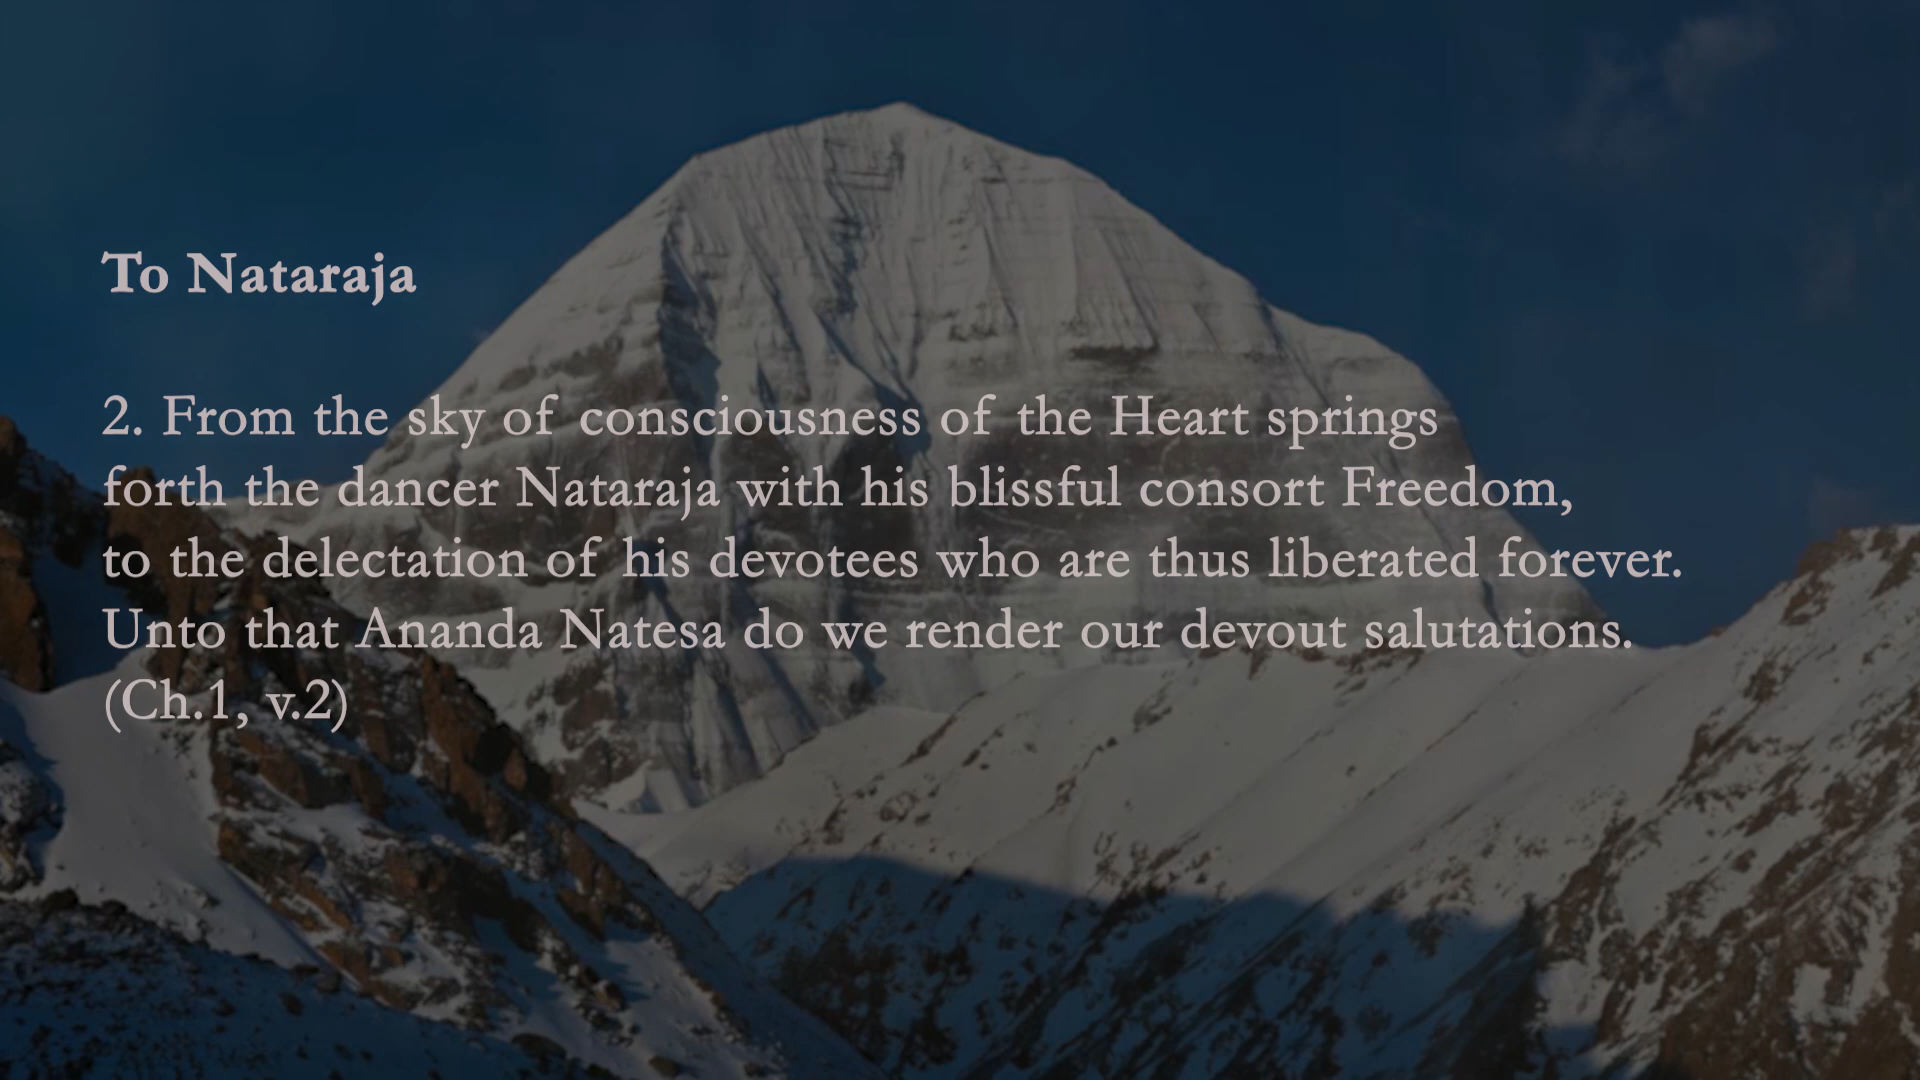 To Nataraja
2. From the sky of consciousness of the Heart springs
forth the dancer Nataraja with his blissful consort Freedom,
to the delectation of his devotees who are thus liberated forever.
Unto that Ananda Natesa do we render our devout salutations.
(Ch.1, v.2)